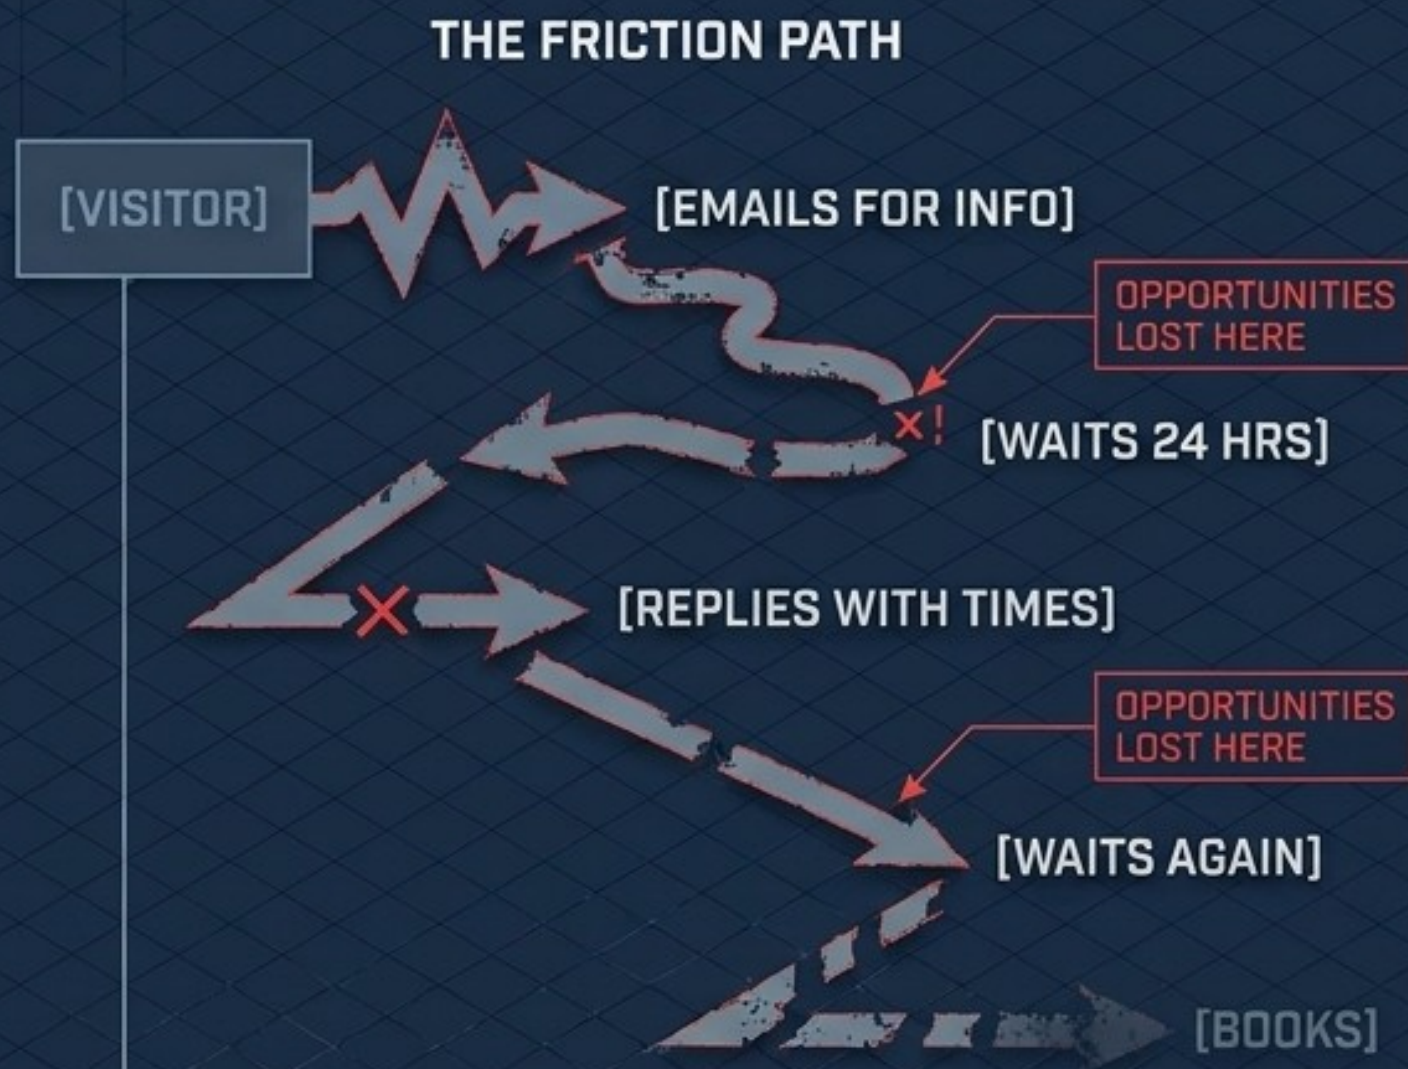 THE FRICTION PATH
[VISITOR]
[EMAILS FOR INFO]
OPPORTUNITIES
LOST HERE
×!
[WAITS 24 HRS]
[REPLIES WITH TIMES]
OPPORTUNITIES
LOST HERE
[WAITS AGAIN]
[BOOKS]